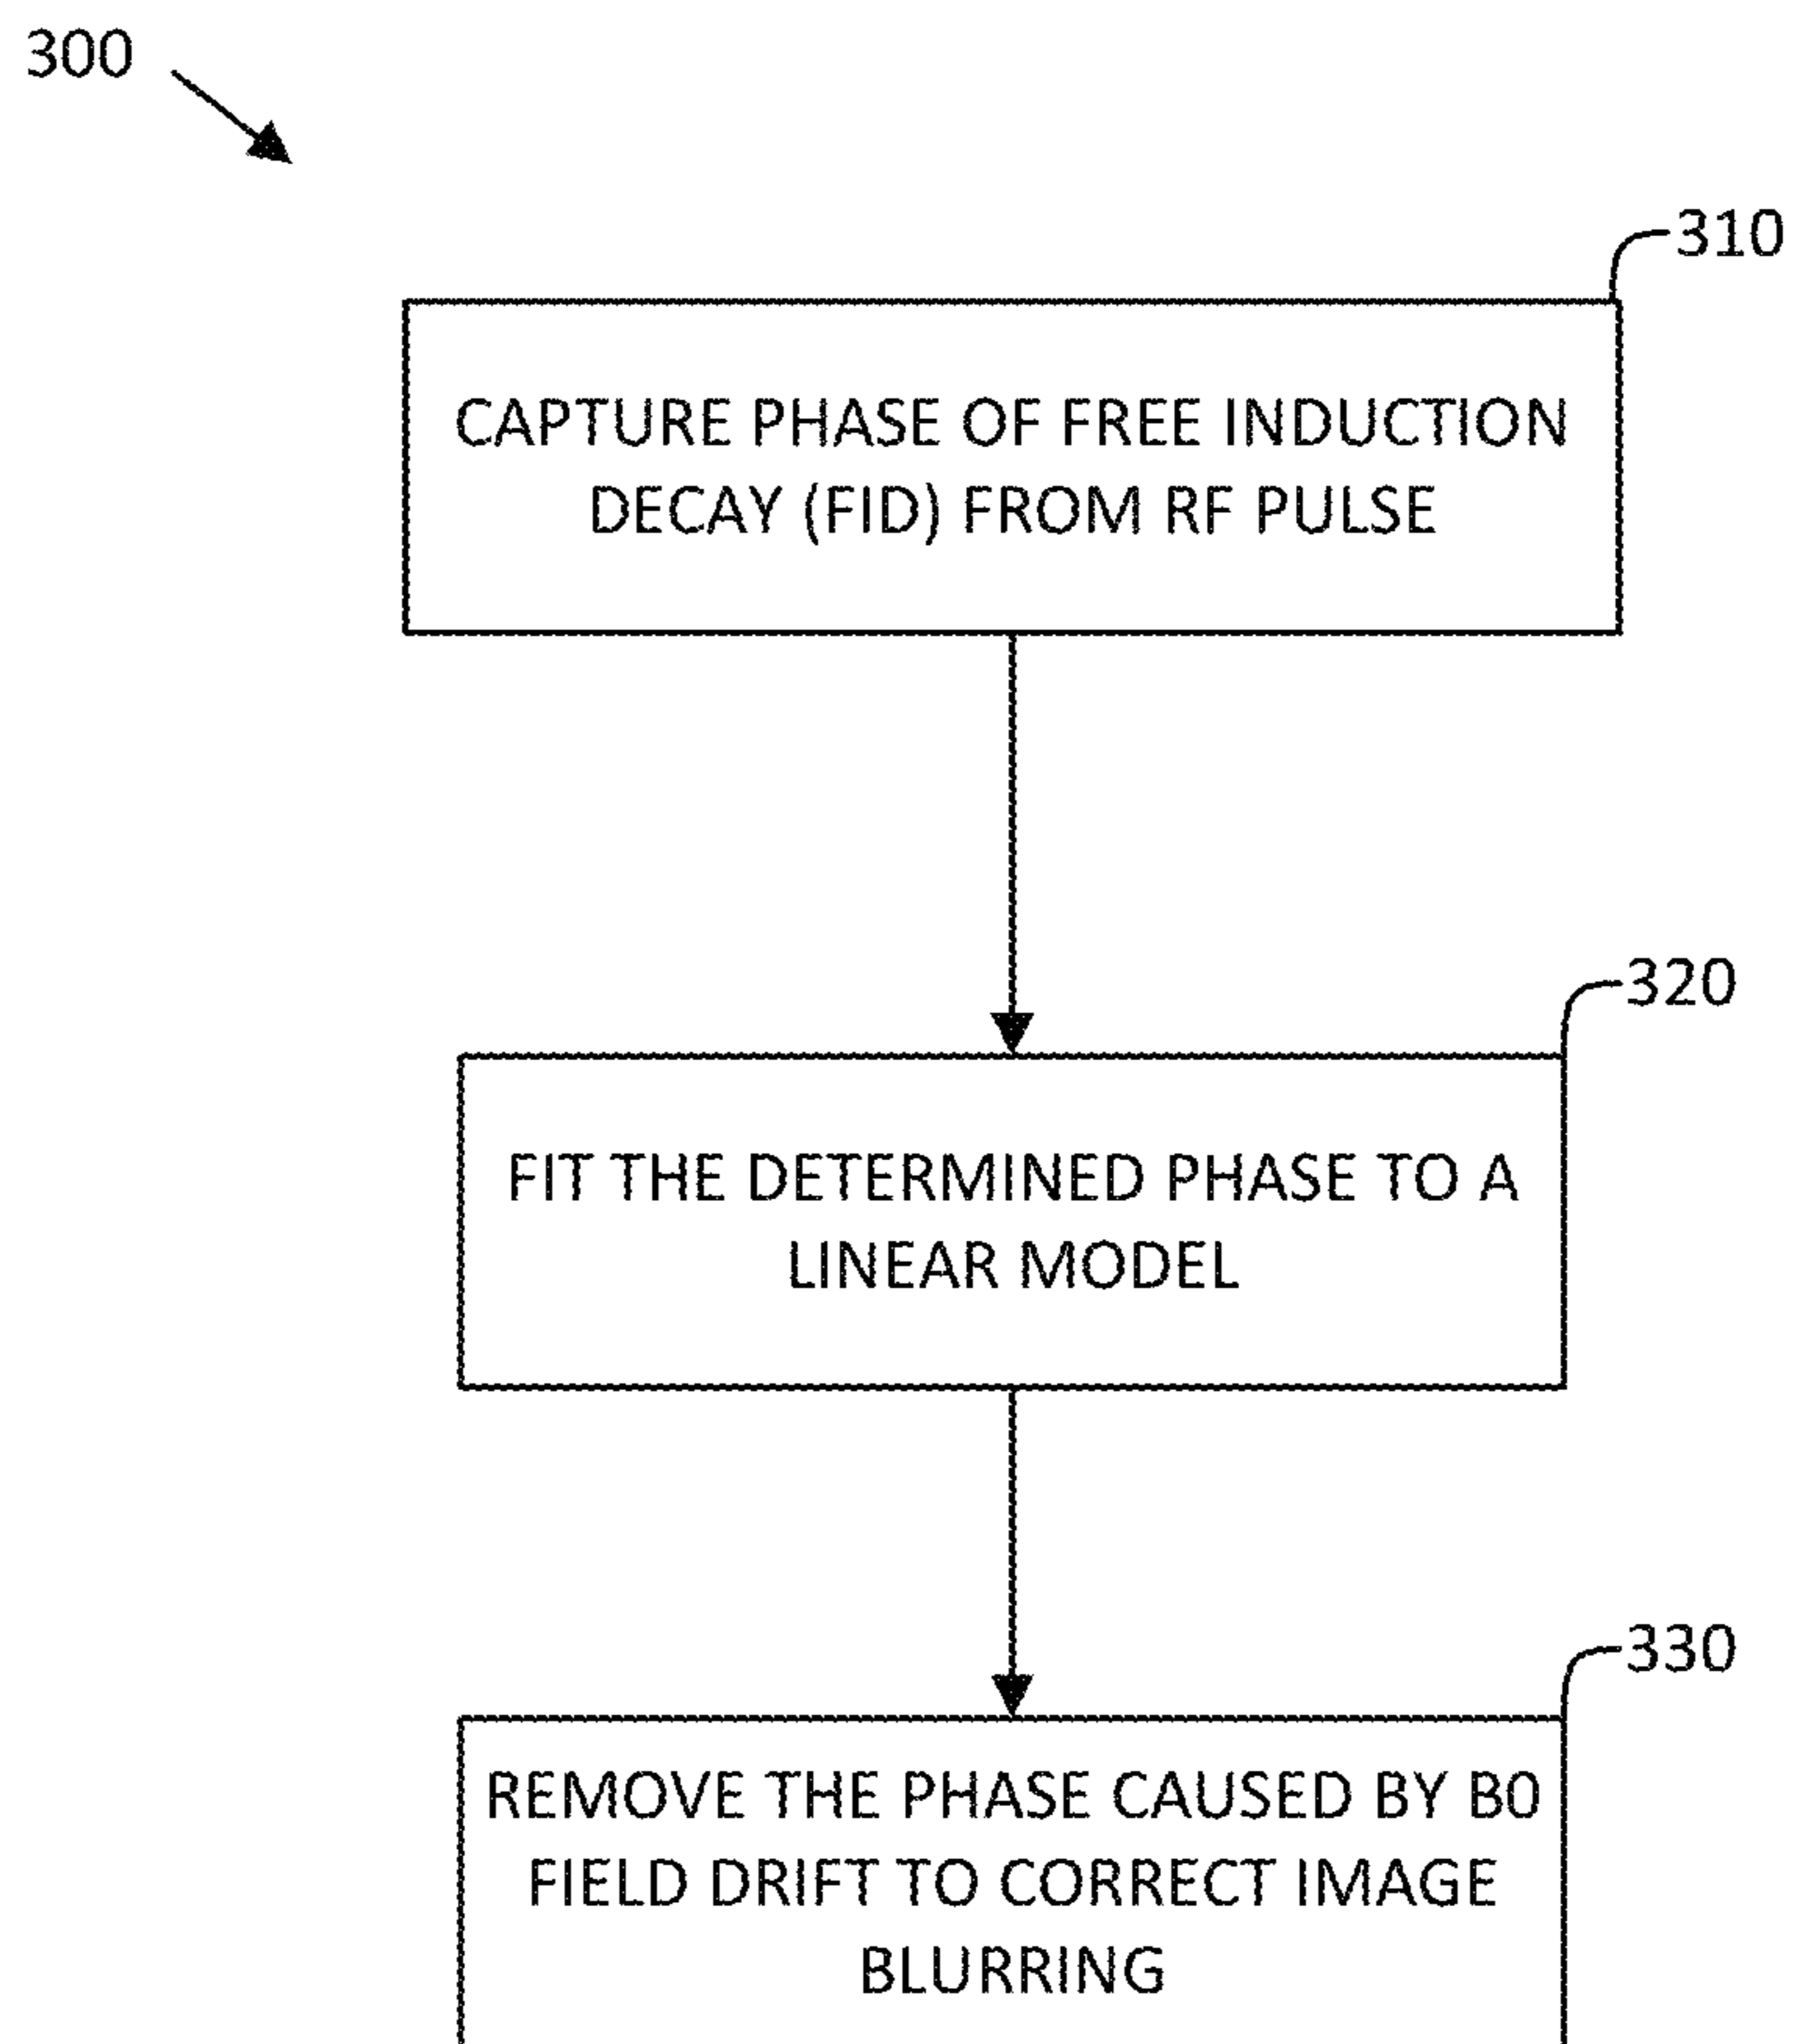 300
310
CAPTURE PHASE OF FREE INDUCTION
DECAY (FID) FROM RF PULSE
320
FIT THE DETERMINED PHASE TO A
LINEAR MODEL
330
REMOVE THE PHASE CAUSED BY B0
FIELD DRIFT TO CORRECT IMAGE
BLURRING